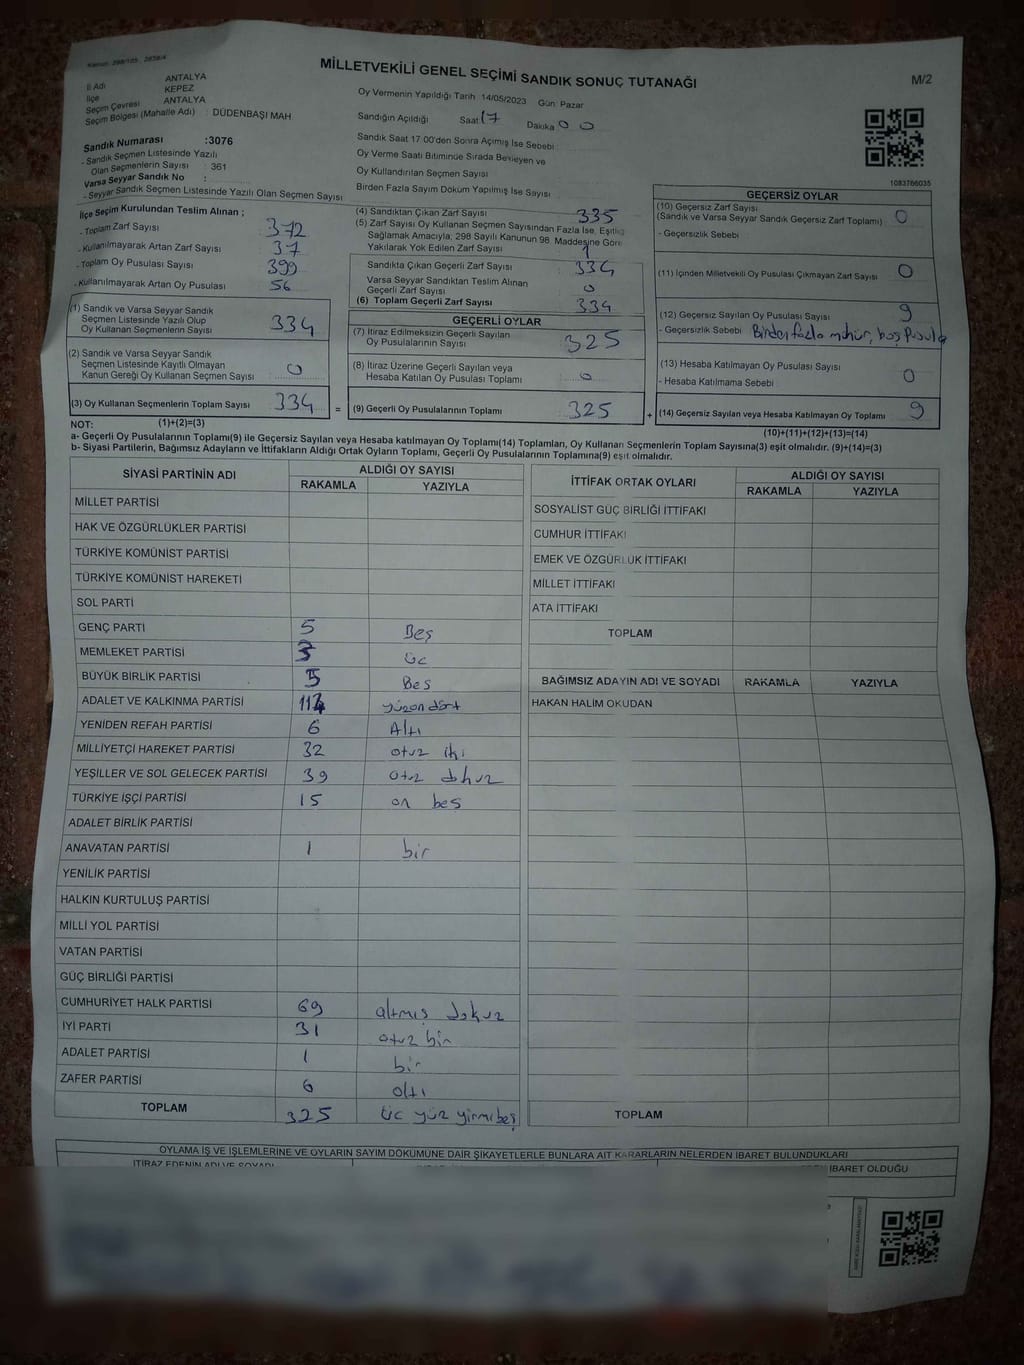 Kanun: 298/105, 2839/4
MİLLETVEKİLİ GENEL SEÇİMİ SANDIK SONUÇ TUTANAĞI
M/2
İl Adı ANTALYA
İlçe KEPEZ
Seçim Çevresi ANTALYA
Seçim Bölgesi (Mahalle Adı) : DÜDENBAŞI MAH
Sandık Numarası :3076
- Sandık Seçmen Listesinde Yazılı
Olan Seçmenlerin Sayısı : 361
Varsa Seyyar Sandık No :
- Seyyar Sandık Seçmen Listesinde Yazılı Olan Seçmen Sayısı
Oy Vermenin Yapıldığı Tarih 14/05/2023 Gün: Pazar
Sandığın Açıldığı Saat 17 Dakika 00
Sandık Saat 17 00'den Sonra Açımış İse Sebebi :
Oy Verme Saati Bitiminde Sırada Bekleyen ve
Oy Kullandırılan Seçmen Sayısı
Birden Fazla Sayım Döküm Yapılmış İse Sayısı
1083766035
İlçe Seçim Kurulundan Teslim Alınan ;
- Toplam Zarf Sayısı 372
- Kullanılmayarak Artan Zarf Sayısı 37
- Toplam Oy Pusulası Sayısı 399
- Kullanılmayarak Artan Oy Pusulası 56
(4) Sandıktan Çıkan Zarf Sayısı 335
(5) Zarf Sayısı Oy Kullanan Seçmen Sayısından Fazla İse, Eşitliği
Sağlamak Amacıyla, 298 Sayılı Kanunun 98 Maddesine Göre
Yakılarak Yok Edilen Zarf Sayısı 1
Sandıkta Çıkan Geçerli Zarf Sayısı 334
Varsa Seyyar Sandıktan Teslim Alınan
Geçerli Zarf Sayısı 0
(6) Toplam Geçerli Zarf Sayısı 334
GEÇERSİZ OYLAR
(10) Geçersiz Zarf Sayısı
(Sandık ve Varsa Seyyar Sandık Geçersiz Zarf Toplamı) 0
- Geçersizlik Sebebi
(11) İçinden Milletvekili Oy Pusulası Çıkmayan Zarf Sayısı 0
(12) Geçersiz Sayılan Oy Pusulası Sayısı 9
- Geçersizlik Sebebi Birden fazla mühür, boş pusula
(13) Hesaba Katılmayan Oy Pusulası Sayısı 0
- Hesaba Katılmama Sebebi
(14) Geçersiz Sayılan veya Hesaba Katılmayan Oy Toplamı 9
(10)+(11)+(12)+(13)=(14)
(1) Sandık ve Varsa Seyyar Sandık
Seçmen Listesinde Yazılı Olup
Oy Kullanan Seçmenlerin Sayısı 334
(2) Sandık ve Varsa Seyyar Sandık
Seçmen Listesinde Kayıtlı Olmayan
Kanun Gereği Oy Kullanan Seçmen Sayısı 0
(3) Oy Kullanan Seçmenlerin Toplam Sayısı 334 =
(1)+(2)=(3)
GEÇERLİ OYLAR
(7) İtiraz Edilmeksizin Geçerli Sayılan
Oy Pusulalarının Sayısı 325
(8) İtiraz Üzerine Geçerli Sayılan veya
Hesaba Katılan Oy Pusulası Toplamı 0
(9) Geçerli Oy Pusulalarının Toplamı 325 +
NOT:
a- Geçerli Oy Pusulalarının Toplamı(9) ile Geçersiz Sayılan veya Hesaba katılmayan Oy Toplamı(14) Toplamları, Oy Kullanan Seçmenlerin Toplam Sayısına(3) eşit olmalıdır. (9)+(14)=(3)
b- Siyasi Partilerin, Bağımsız Adayların ve İttifakların Aldığı Ortak Oyların Toplamı, Geçerli Oy Pusulalarının Toplamına(9) eşit olmalıdır.
SİYASİ PARTİNİN ADI ALDIĞI OY SAYISI
RAKAMLA YAZIYLA
MİLLET PARTİSİ
HAK VE ÖZGÜRLÜKLER PARTİSİ
TÜRKİYE KOMÜNİST PARTİSİ
TÜRKİYE KOMÜNİST HAREKETİ
SOL PARTİ
GENÇ PARTİ 5 Beş
MEMLEKET PARTİSİ 3 üc
BÜYÜK BİRLİK PARTİSİ 5 Bes
ADALET VE KALKINMA PARTİSİ 114 yüzon dört
YENİDEN REFAH PARTİSİ 6 Altı
MİLLİYETÇİ HAREKET PARTİSİ 32 otuz iki
YEŞİLLER VE SOL GELECEK PARTİSİ 39 otuz dokuz
TÜRKİYE İŞÇİ PARTİSİ 15 on beş
ADALET BİRLİK PARTİSİ
ANAVATAN PARTİSİ 1 bir
YENİLİK PARTİSİ
HALKIN KURTULUŞ PARTİSİ
MİLLİ YOL PARTİSİ
VATAN PARTİSİ
GÜÇ BİRLİĞİ PARTİSİ
CUMHURİYET HALK PARTİSİ 69 altmış dokuz
İYİ PARTİ 31 otuz bir
ADALET PARTİSİ 1 bir
ZAFER PARTİSİ 6 altı
TOPLAM 325 üc yüz yirmibeş
İTTİFAK ORTAK OYLARI ALDIĞI OY SAYISI
RAKAMLA YAZIYLA
SOSYALİST GÜÇ BİRLİĞİ İTTİFAKI
CUMHUR İTTİFAKI
EMEK VE ÖZGÜRLÜK İTTİFAKI
MİLLET İTTİFAKI
ATA İTTİFAKI
TOPLAM
BAĞIMSIZ ADAYIN ADI VE SOYADI RAKAMLA YAZIYLA
HAKAN HALİM OKUDAN
TOPLAM
OYLAMA İŞ VE İŞLEMLERİNE VE OYLARIN SAYIM DÖKÜMÜNE DAİR ŞİKAYETLERLE BUNLARA AİT KARARLARIN NELERDEN İBARET BULUNDUKLARI
İTİRAZ EDENİN ADI VE SOYADI
İBARET OLDUĞU